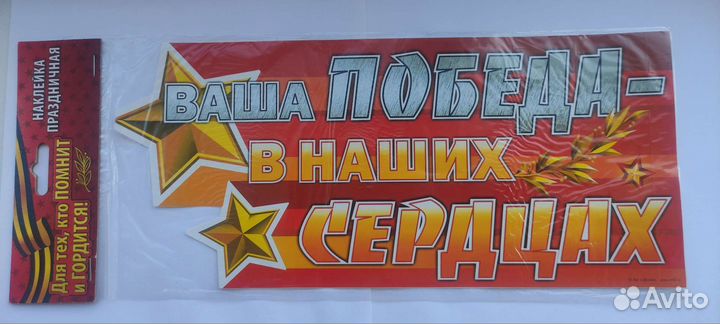 НАКЛЕЙКА
ПРАЗДНИЧНАЯ
Для тех, кто ПОМНИТ
и ГОРДИТСЯ!
ВАША ПОБЕДА-
В НАШИХ
СЕРДЦАХ
Avito